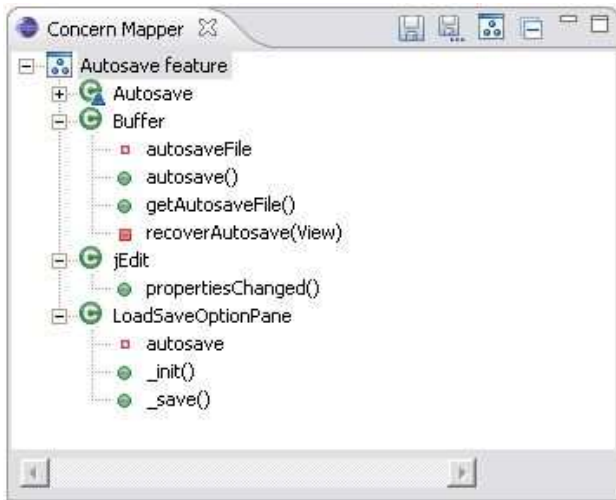 Concern Mapper
Autosave feature
Autosave
Buffer
autosaveFile
autosave()
getAutosaveFile()
recoverAutosave(View)
jEdit
propertiesChanged()
LoadSaveOptionPane
autosave
_init()
_save()